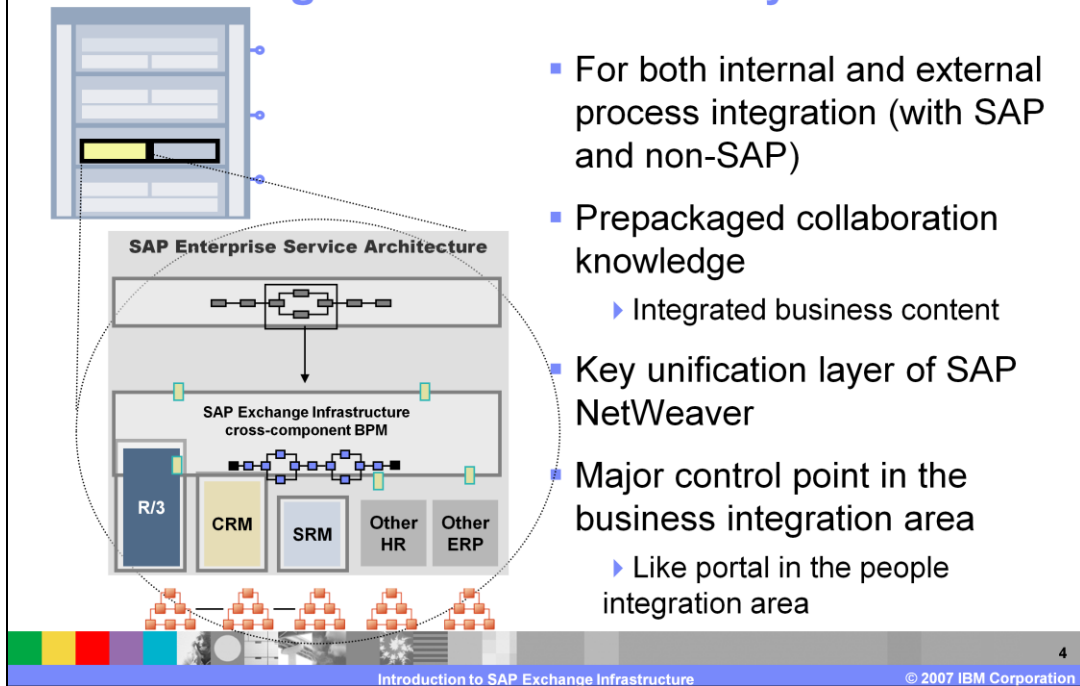 For both internal and external
process integration (with SAP
and non-SAP)
Prepackaged collaboration
knowledge
Integrated business content
Key unification layer of SAP
NetWeaver
Major control point in the
business integration area
Like portal in the people
integration area
SAP Enterprise Service Architecture
SAP Exchange Infrastructure
cross-component BPM
R/3
CRM
SRM
Other
HR
Other
ERP
4
Introduction to SAP Exchange Infrastructure
© 2007 IBM Corporation